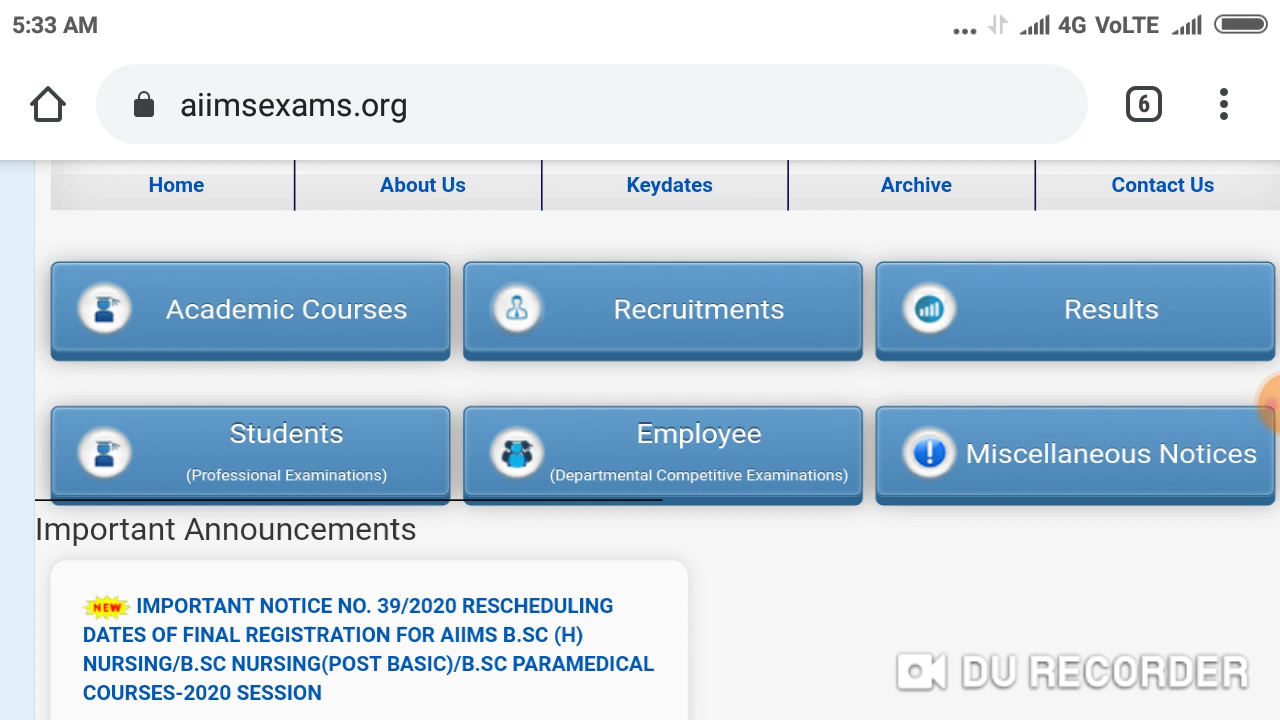 5:33 AM
4G VoLTE
aiimsexams.org
6
Home
About Us
Keydates
Archive
Contact Us
Academic Courses
Recruitments
Results
Students
(Professional Examinations)
Employee
(Departmental Competitive Examinations)
Miscellaneous Notices
Important Announcements
NEW IMPORTANT NOTICE NO. 39/2020 RESCHEDULING
DATES OF FINAL REGISTRATION FOR AIIMS B.SC (H)
NURSING/B.SC NURSING(POST BASIC)/B.SC PARAMEDICAL
COURSES-2020 SESSION
DU RECORDER